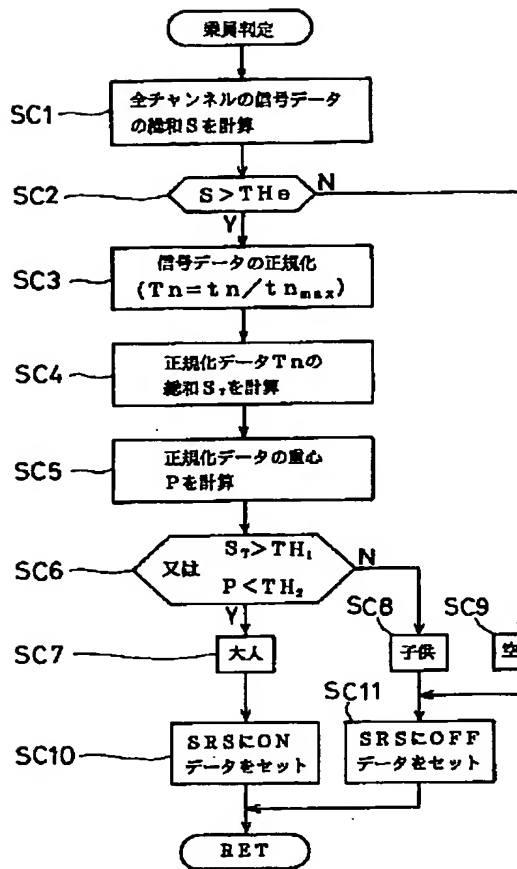 乗員判定
SC1
全チャンネルの信号データ
の総和Sを計算
SC2
S>THs
N
Y
SC3
信号データの正規化
(Tn=tn/tnmax)
SC4
正規化データTnの
総和STを計算
SC5
正規化データの重心
Pを計算
SC6
又は
ST>TH1
P<TH2
N
Y
SC7
大人
SC8
子供
SC9
空
SC10
SRSにON
データをセット
SC11
SRSにOFF
データをセット
RET